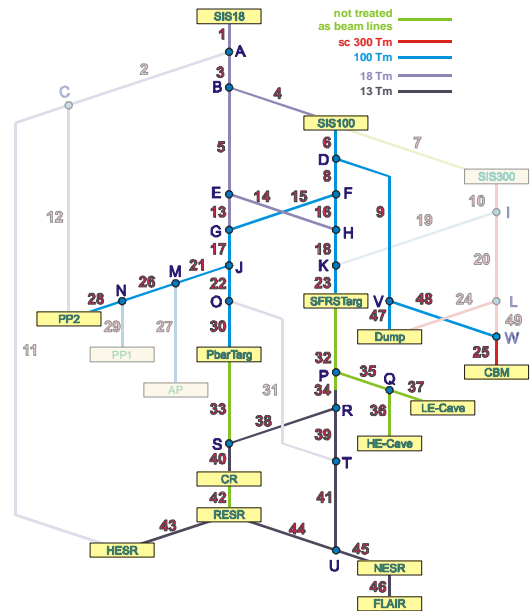 SIS18
not treated
as beam lines
sc 300 Tm
100 Tm
18 Tm
13 Tm
1
A
2
3
C
B
4
SIS100
6
7
D
5
8
9
SIS300
E
14
15
F
10
I
12
13
16
19
G
H
17
18
20
M
21
J
K
N
26
22
23
28
O
SFRSTarg
V
48
24
L
PP2
29
27
30
47
49
Dump
W
PP1
PbarTarg
25
11
32
35
CBM
AP
P
Q
37
31
34
33
38
R
36
LE-Cave
S
39
HE-Cave
40
T
CR
42
41
RESR
43
44
HESR
U
45
NESR
46
FLAIR